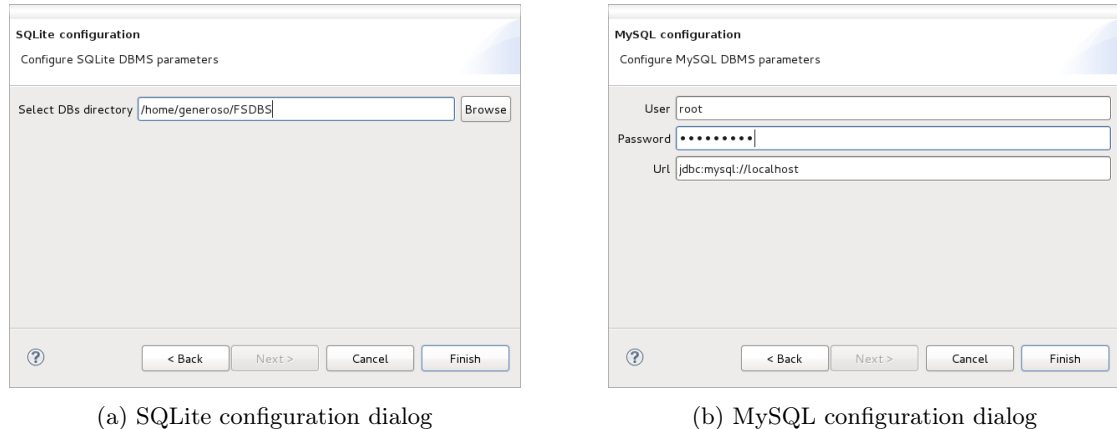 SQLite configuration
Configure SQLite DBMS parameters
Select DBs directory /home/generoso/FSDBS Browse
? < Back Next > Cancel Finish
(a) SQLite configuration dialog
MySQL configuration
Configure MySQL DBMS parameters
User root
Password •••••••••
Url jdbc:mysql://localhost
? < Back Next > Cancel Finish
(b) MySQL configuration dialog